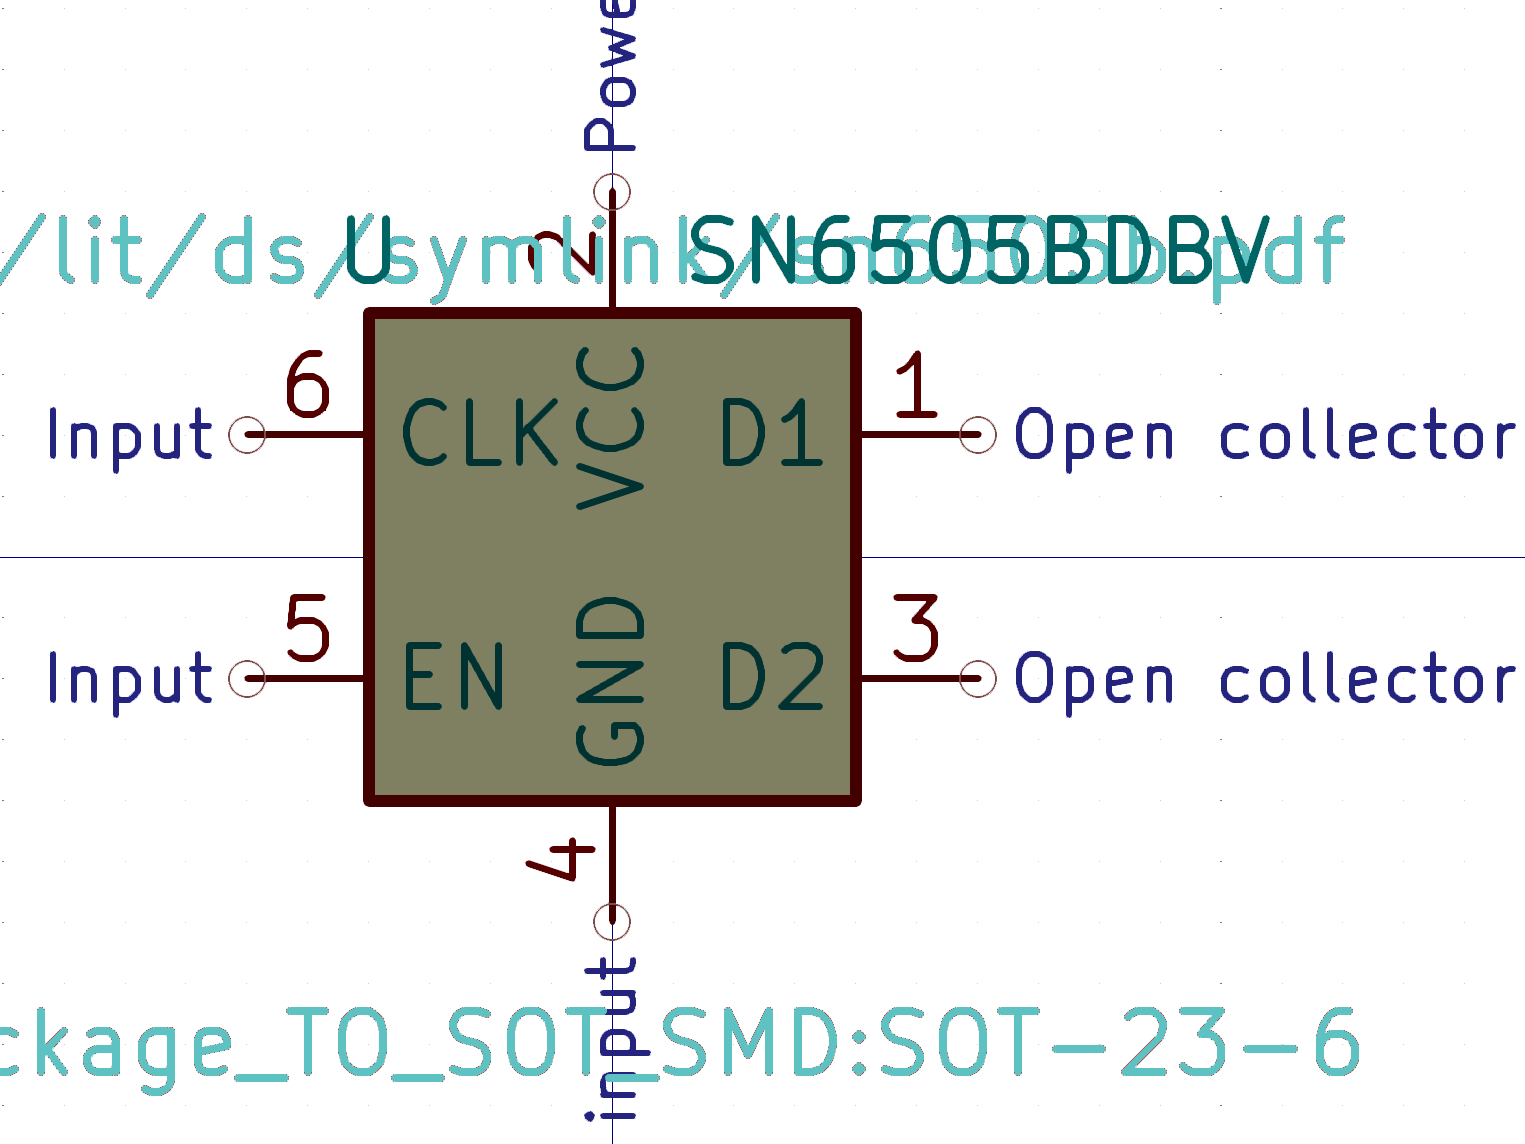 Powe
/lit/ds/symlink/sn6505b.pdf
U
2
SN6505BDBV
6
VCC
1
Input
CLK
D1
Open collector
5
GND
3
Input
EN
D2
Open collector
4
input
ckage_TO_SOT_SMD:SOT-23-6